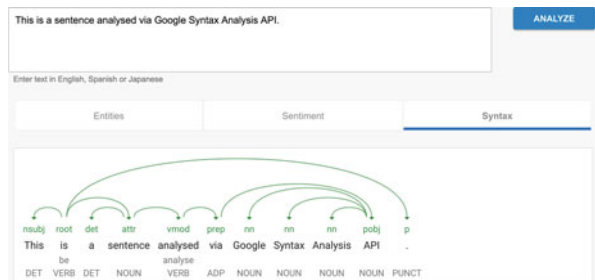 This is a sentence analysed via Google Syntax Analysis API.
ANALYZE
Enter text in English, Spanish or Japanese
Entities Sentiment Syntax
nsubj root det attr vmod prep nn nn nn pobj p
This is a sentence analysed via Google Syntax Analysis API .
be analyse
DET VERB DET NOUN VERB ADP NOUN NOUN NOUN NOUN PUNCT